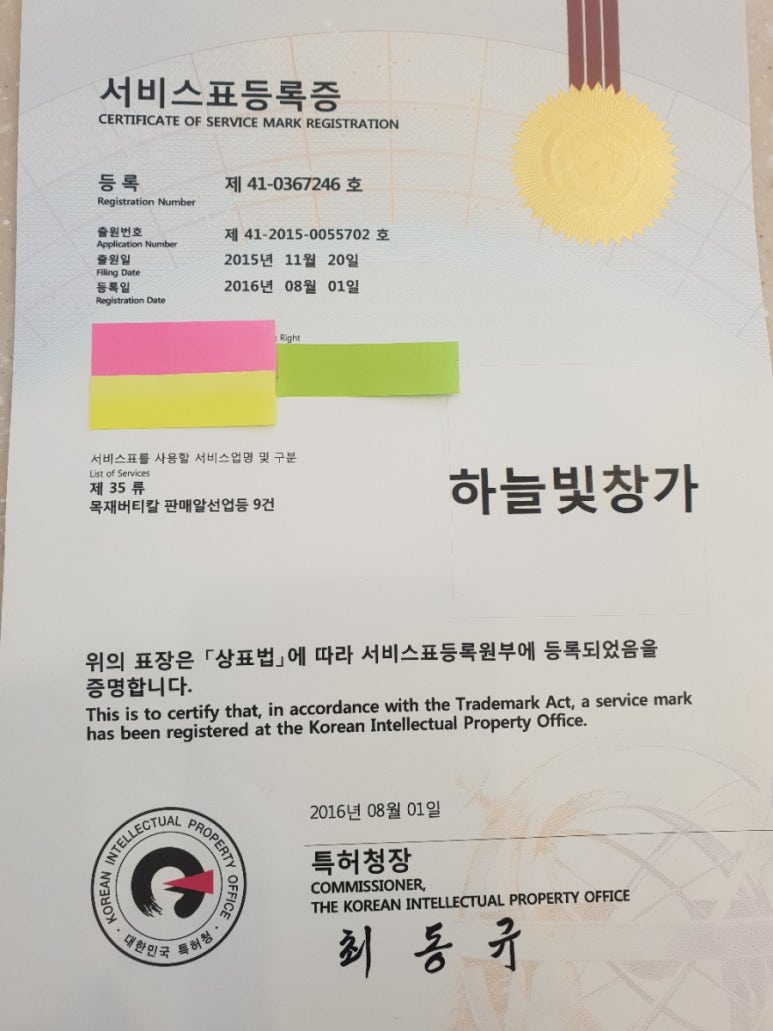 서비스표등록증
CERTIFICATE OF SERVICE MARK REGISTRATION
등 록 제 41-0367246 호
Registration Number
출원번호 제 41-2015-0055702 호
Application Number
출원일 2015년 11월 20일
Filing Date
등록일 2016년 08월 01일
Registration Date
Right
서비스표를 사용할 서비스업명 및 구분
List of Services
제 35 류
목재버티칼 판매알선업등 9건
하늘빛창가
위의 표장은 「상표법」에 따라 서비스표등록원부에 등록되었음을
증명합니다.
This is to certify that, in accordance with the Trademark Act, a service mark
has been registered at the Korean Intellectual Property Office.
2016년 08월 01일
특허청장
COMMISSIONER,
THE KOREAN INTELLECTUAL PROPERTY OFFICE
최 동 규
KOREAN INTELLECTUAL PROPERTY OFFICE
대한민국 특허청